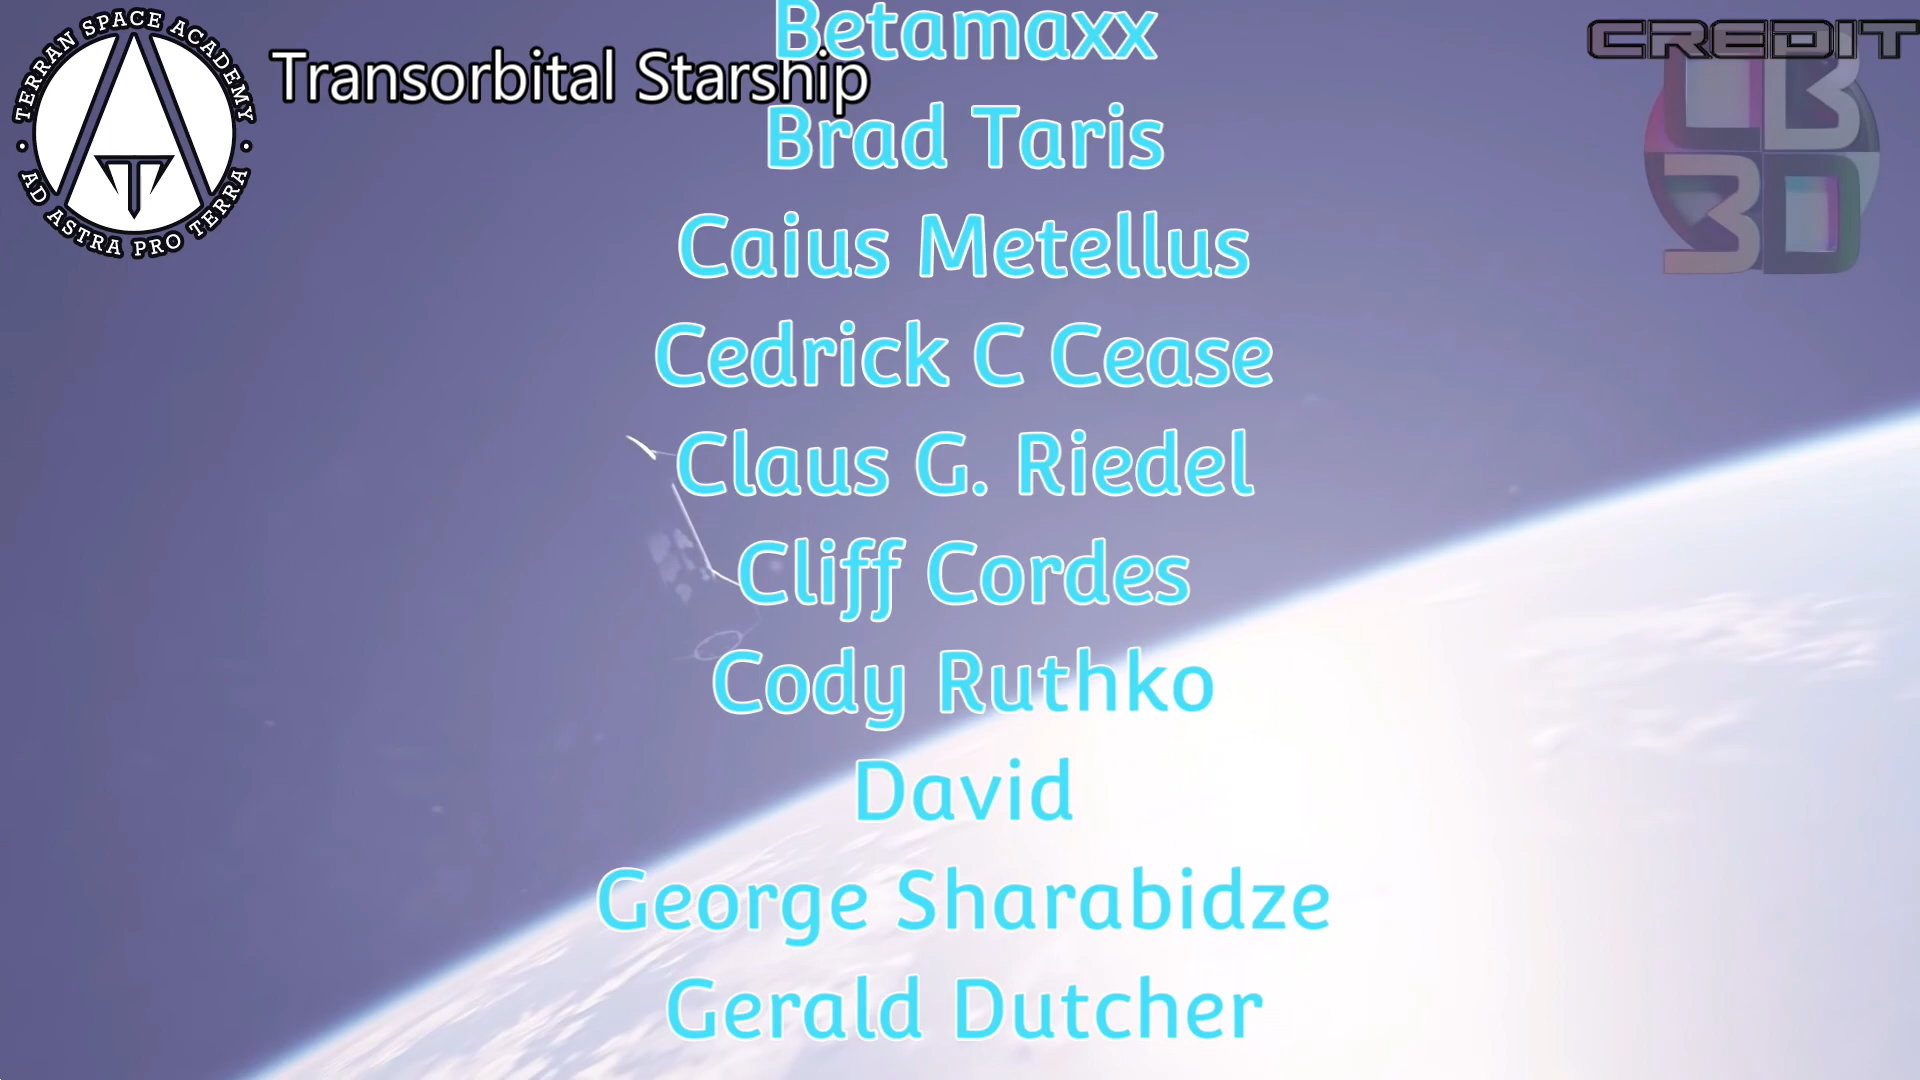 TERRAN SPACE ACADEMY
AD ASTRA PRO TERRA
Transorbital Starship
CREDIT
Betamaxx
Brad Taris
Caius Metellus
Cedrick C Cease
Claus G. Riedel
Cliff Cordes
Cody Ruthko
David
George Sharabidze
Gerald Dutcher